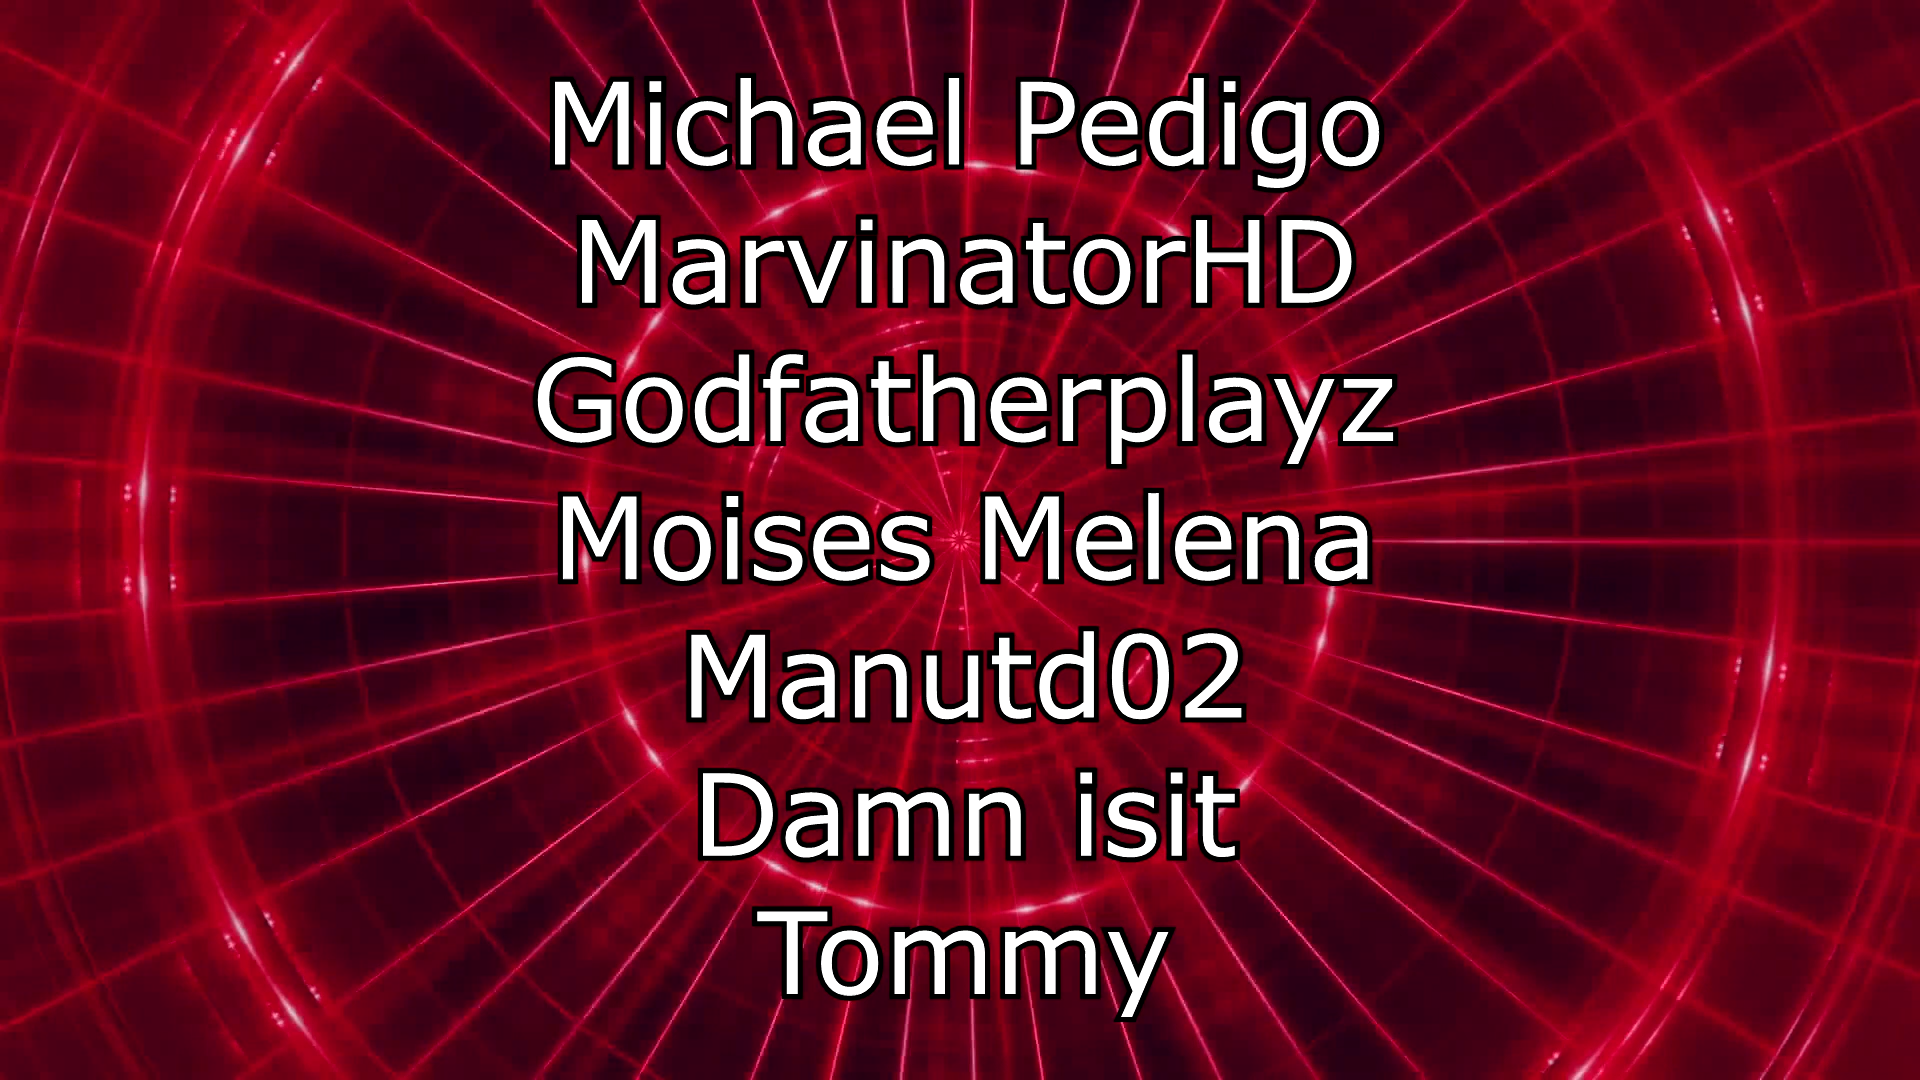 Michael Pedigo
MarvinatorHD
Godfatherplayz
Moises Melena
Manutd02
Damn isit
Tommy